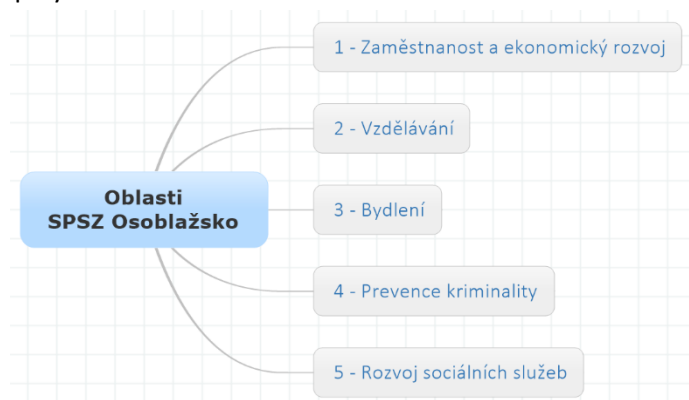 1 - Zaměstnanost a ekonomický rozvoj
2 - Vzdělávání
Oblasti
SPSZ Osoblažsko
3 - Bydlení
4 - Prevence kriminality
5 - Rozvoj sociálních služeb